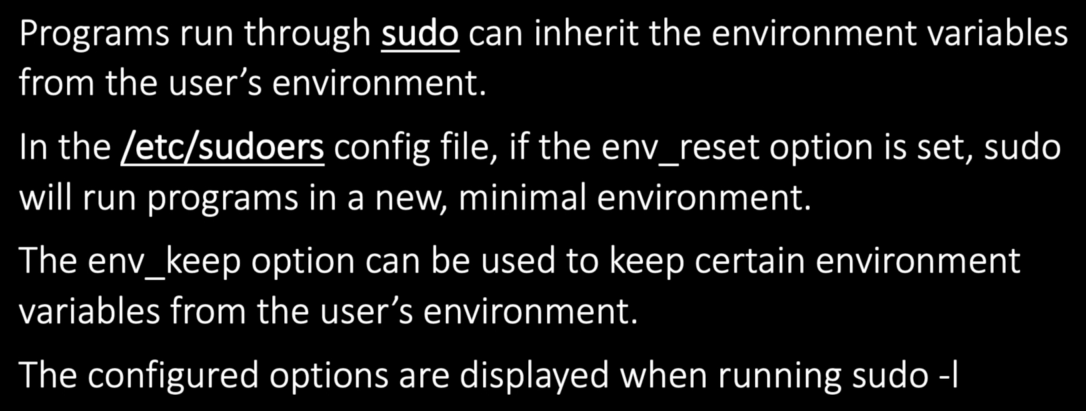 Programs run through sudo can inherit the environment variables
from the user’s environment.
In the /etc/sudoers config file, if the env_reset option is set, sudo
will run programs in a new, minimal environment.
The env_keep option can be used to keep certain environment
variables from the user’s environment.
The configured options are displayed when running sudo -l